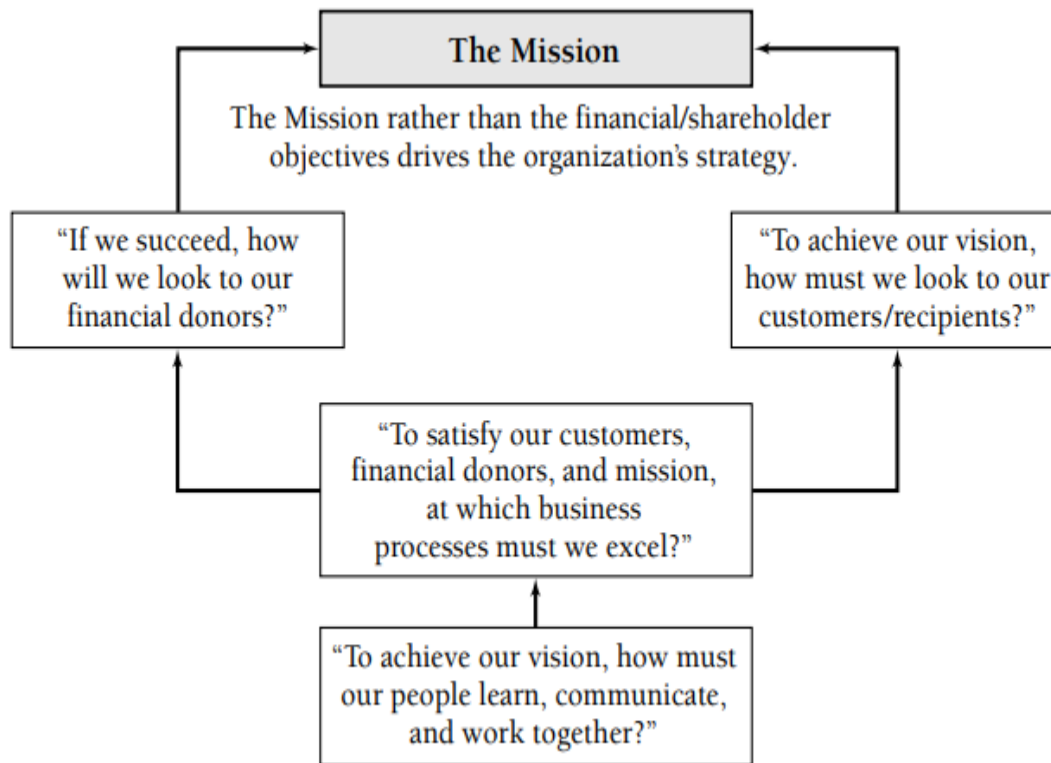 The Mission
The Mission rather than the financial/shareholder
objectives drives the organization’s strategy.
“If we succeed, how
will we look to our
financial donors?”
“To achieve our vision,
how must we look to our
customers/recipients?”
“To satisfy our customers,
financial donors, and mission,
at which business
processes must we excel?”
“To achieve our vision, how must
our people learn, communicate,
and work together?”